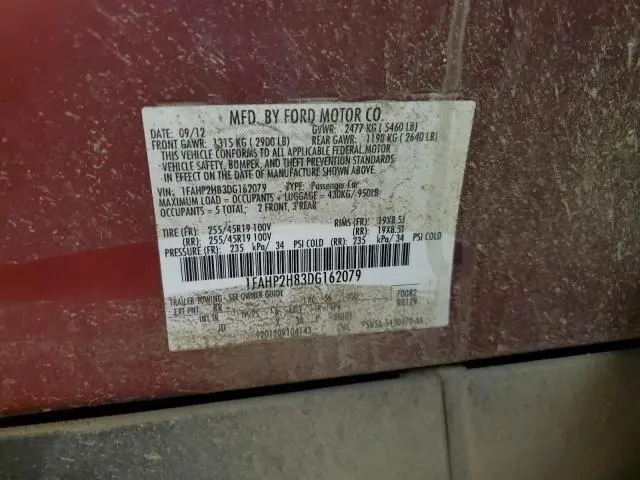 MFD. BY FORD MOTOR CO.
DATE: 09/12 GVWR: 2477 KG ( 5460 LB)
FRONT GAWR: 1315 KG ( 2900 LB) REAR GAWR: 1198 KG ( 2640 LB)
THIS VEHICLE CONFORMS TO ALL APPLICABLE FEDERAL MOTOR
VEHICLE SAFETY, BUMPER, AND THEFT PREVENTION STANDARDS
IN EFFECT ON THE DATE OF MANUFACTURE SHOWN ABOVE.
VIN: 1FAHP2H83DG162079 TYPE: Passenger Car
MAXIMUM LOAD = OCCUPANTS + LUGGAGE = 430KG/ 950LB
OCCUPANTS = 5 TOTAL: 2 FRONT, 3 REAR
TIRE (FR): 255/45R19 100V RIMS (FR): 19X8.5J
(RR): 255/45R19 100V (RR): 19X8.5J
PRESSURE (FR): 235 kPa/ 34 PSI COLD (RR): 235 kPa/ 34 PSI COLD
1FAHP2H83DG162079
TRAILER TOWING - SEE OWNER GUIDE
70082
EXT PNT: RR R0129